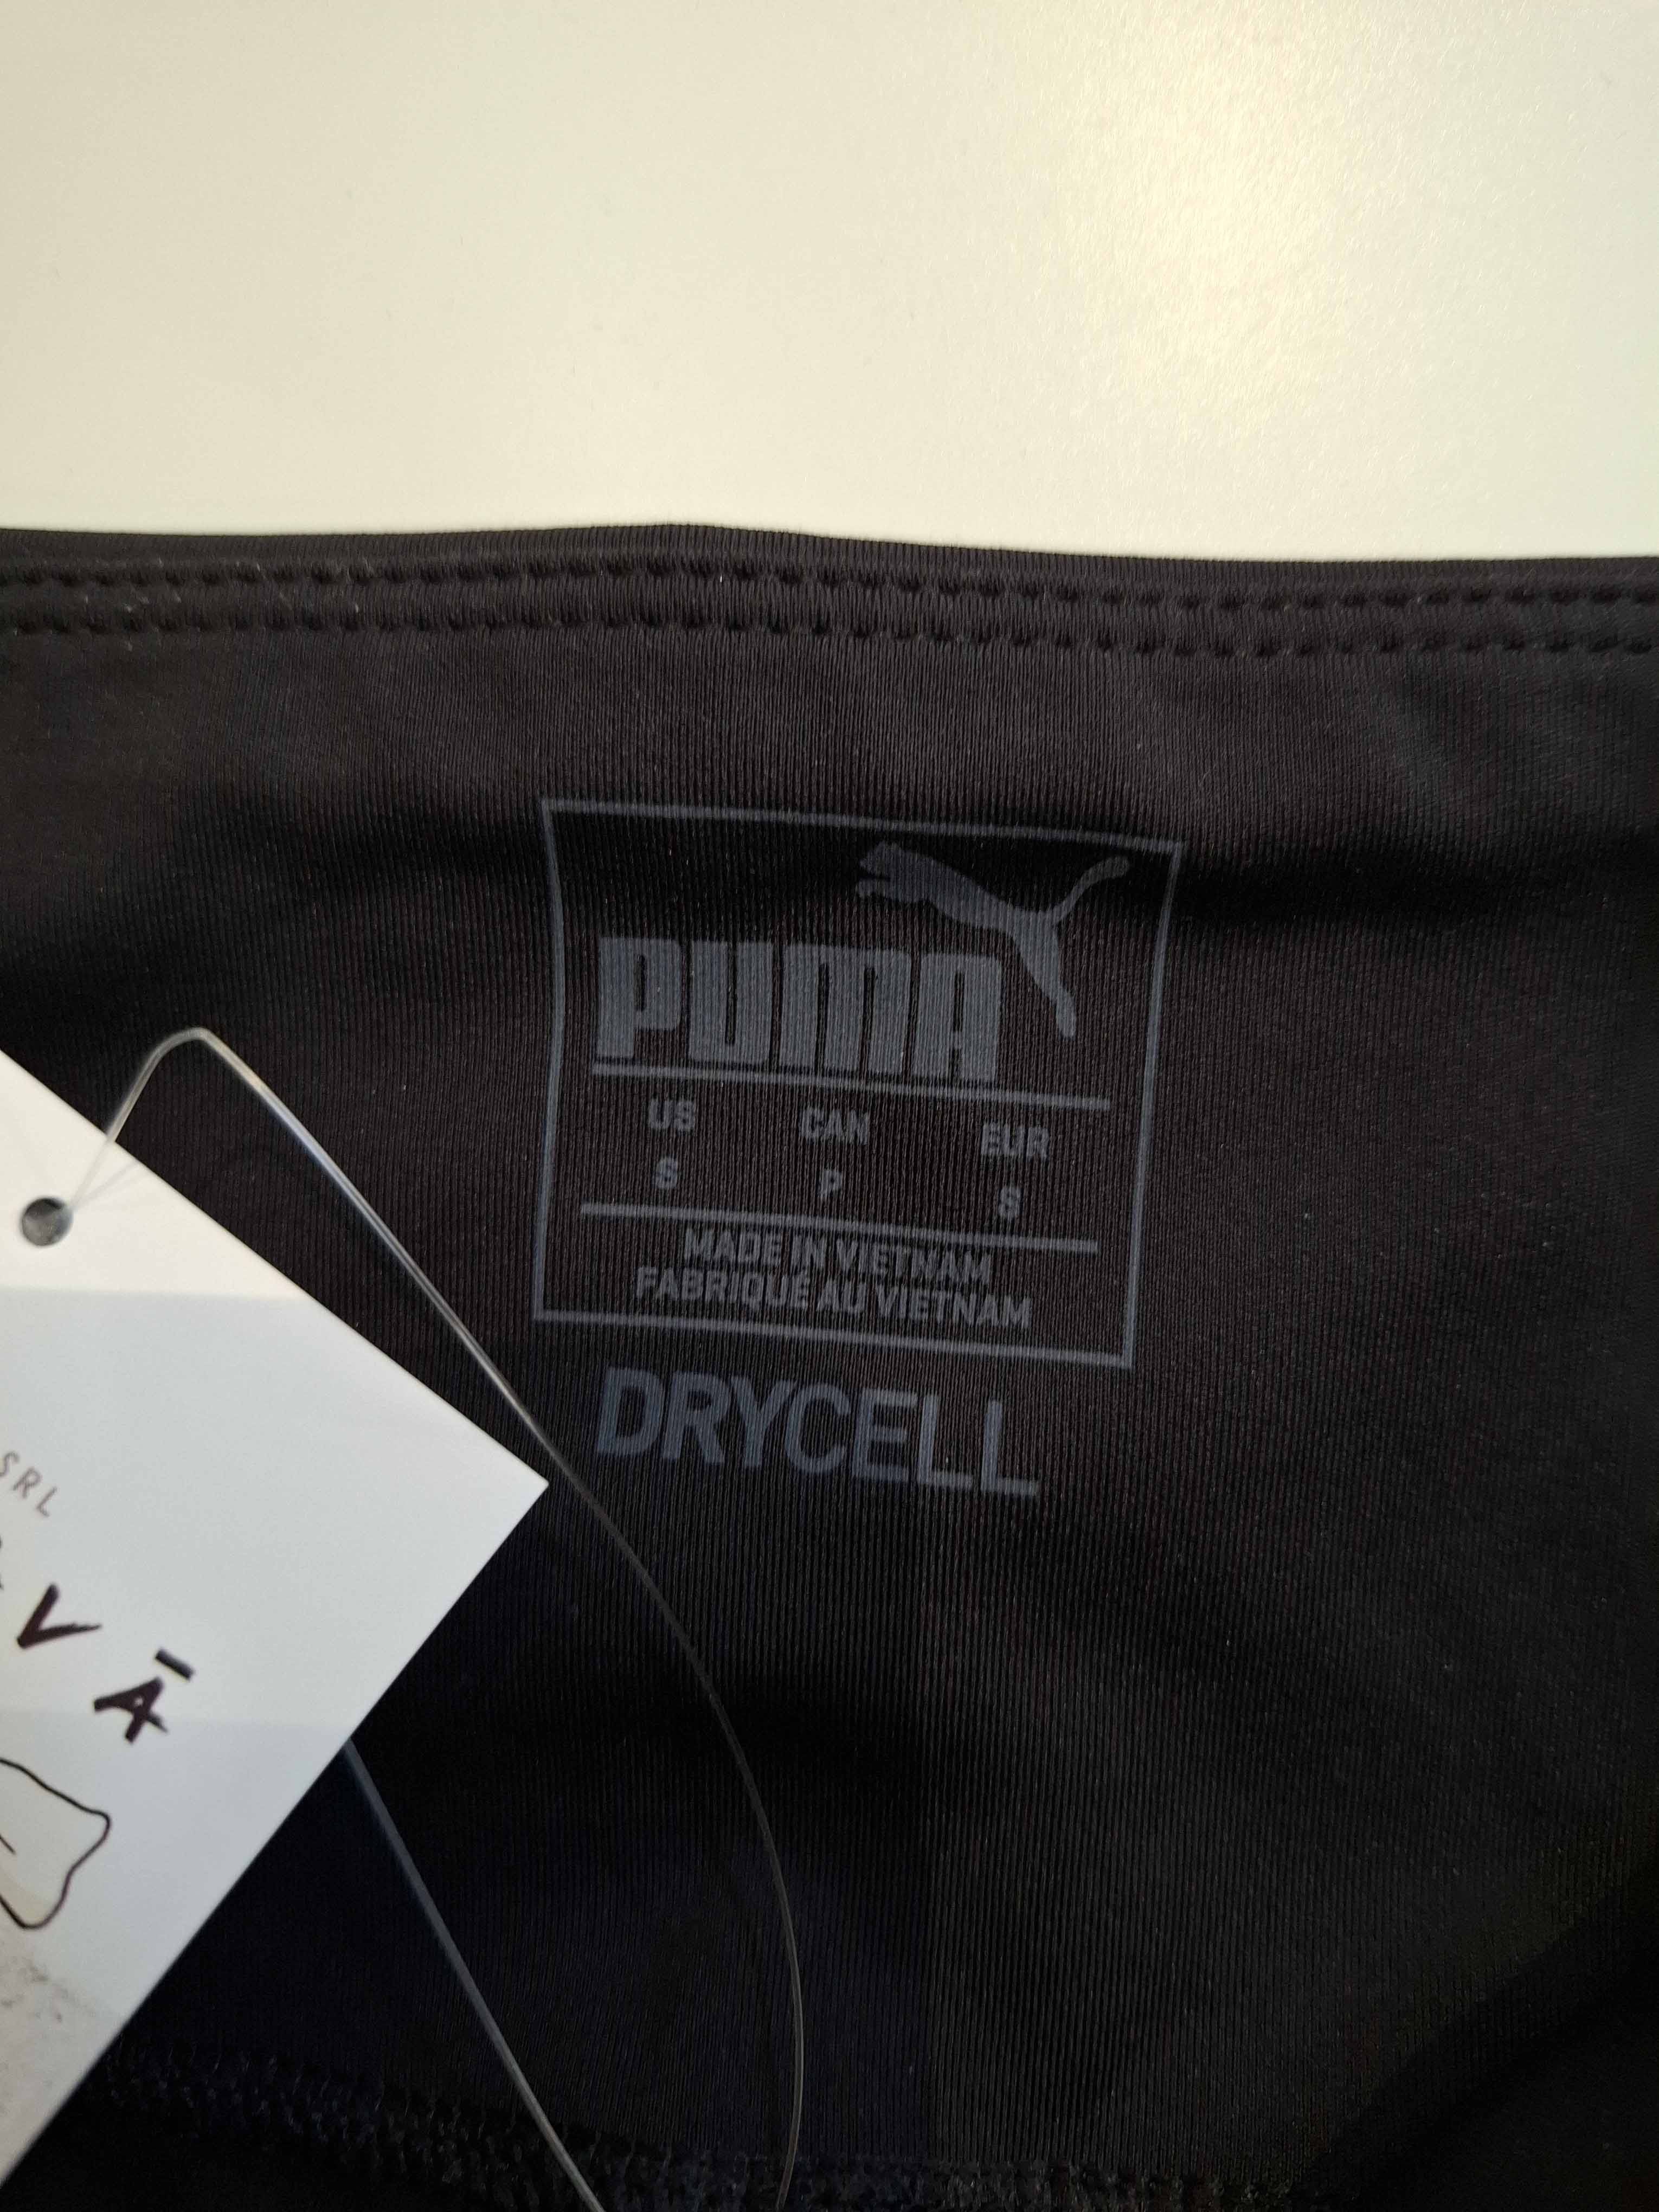 PUMA
US CAN EUR
S P S
MADE IN VIETNAM
FABRIQUÉ AU VIETNAM
DRYCELL
SRL
V Ā